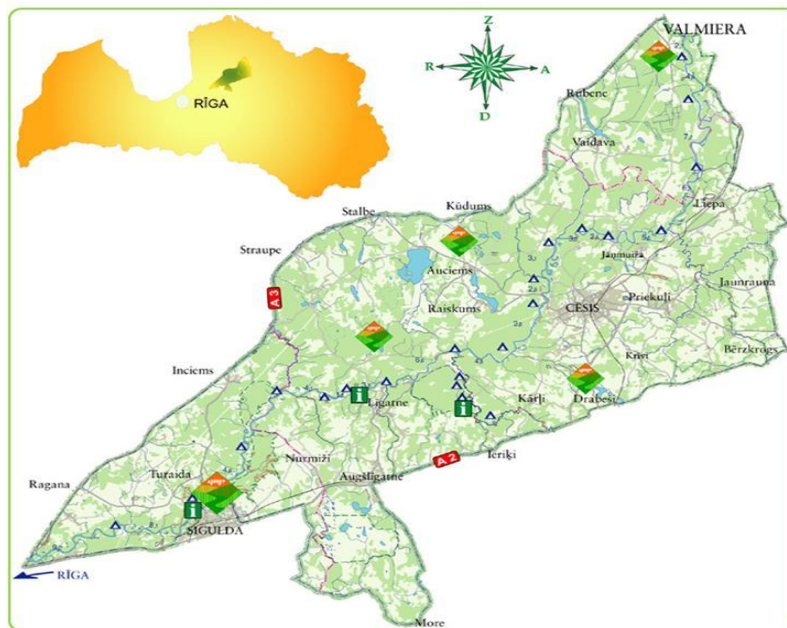 Z
VALMIERA
RĪGA
R
A
D
Rubene
Vaidava
Liepa
Stalbe
Kūdums
Straupe
Auciems
Jāņmuiža
Jaunrauna
A 3
Raiskums
CĒSIS
Priekuļi
Krīvi
Bērzkrogs
Inciems
i
Līgatne
i
Kārļi
Drabeši
Nurmiži
A 2
Ieriķi
Turaida
Augšlīgatne
Ragana
i
SIGULDA
RĪGA
More